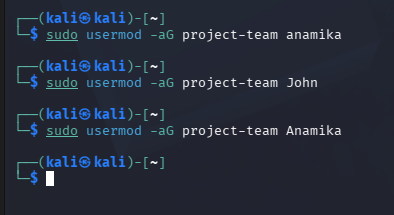 ┌──(kali㉿kali)-[~]
└─$ sudo usermod -aG project-team anamika
┌──(kali㉿kali)-[~]
└─$ sudo usermod -aG project-team John
┌──(kali㉿kali)-[~]
└─$ sudo usermod -aG project-team Anamika
┌──(kali㉿kali)-[~]
└─$